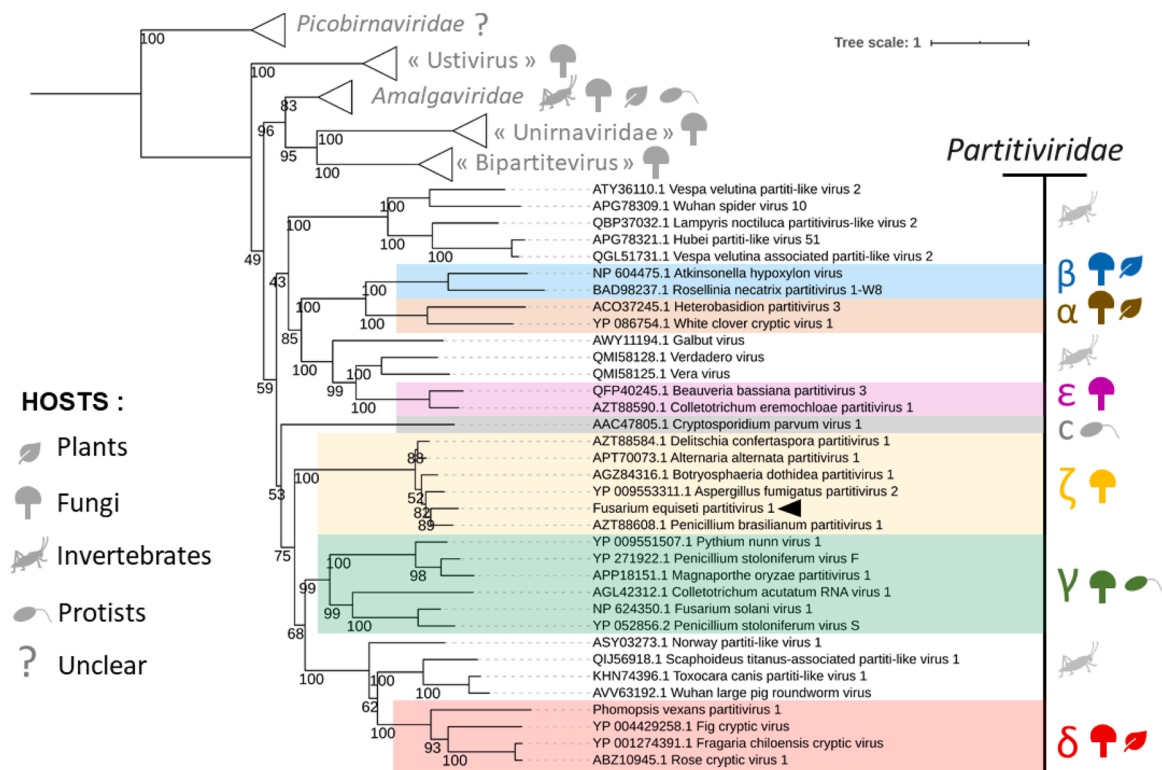 Picobirnaviridae ?
100
Tree scale: 1
« Ustivirus »
100
Amalgaviridae
83
96
« Unirnaviridae »
100
95
« Bipartitevirus »
100
Partitiviridae
ATY36110.1 Vespa velutina partiti-like virus 2
APG78309.1 Wuhan spider virus 10
100
QBP37032.1 Lampyris noctiluca partitivirus-like virus 2
100
APG78321.1 Hubei partiti-like virus 51
100
QGL51731.1 Vespa velutina associated partiti-like virus 2
100
49
NP 604475.1 Atkinsonella hypoxylon virus
β
43
BAD98237.1 Rosellinia necatrix partitivirus 1-W8
100
ACO37245.1 Heterobasidion partitivirus 3
α
100
YP 086754.1 White clover cryptic virus 1
100
85
AWY11194.1 Galbut virus
QMI58128.1 Verdadero virus
100
QMI58125.1 Vera virus
100
59
99
QFP40245.1 Beauveria bassiana partitivirus 3
ε
100
AZT88590.1 Colletotrichum eremochloae partitivirus 1
HOSTS :
AAC47805.1 Cryptosporidium parvum virus 1
c
Plants
AZT88584.1 Delitschia confertaspora partitivirus 1
88
APT70073.1 Alternaria alternata partitivirus 1
100
AGZ84316.1 Botryosphaeria dothidea partitivirus 1
ζ
53
52
YP 009553311.1 Aspergillus fumigatus partitivirus 2
Fungi
82
Fusarium equiseti partitivirus 1
89
AZT88608.1 Penicillium brasilianum partitivirus 1
YP 009551507.1 Pythium nunn virus 1
Invertebrates
75
100
YP 271922.1 Penicillium stoloniferum virus F
98
APP18151.1 Magnaporthe oryzae partitivirus 1
γ
99
AGL42312.1 Colletotrichum acutatum RNA virus 1
Protists
99
NP 624350.1 Fusarium solani virus 1
100
YP 052856.2 Penicillium stoloniferum virus S
68
ASY03273.1 Norway partiti-like virus 1
? Unclear
QIJ56918.1 Scaphoideus titanus-associated partiti-like virus 1
100
100
KHN74396.1 Toxocara canis partiti-like virus 1
100
AVV63192.1 Wuhan large pig roundworm virus
62
Phomopsis vexans partitivirus 1
100
YP 004429258.1 Fig cryptic virus
93
YP 001274391.1 Fragaria chiloensis cryptic virus
δ
100
ABZ10945.1 Rose cryptic virus 1